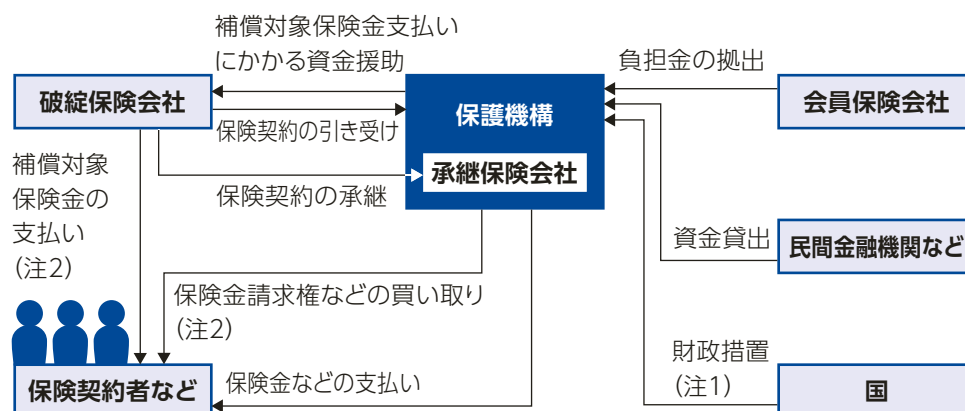 補償対象保険金支払い
にかかる資金援助
負担金の拠出
破綻保険会社
保護機構
会員保険会社
保険契約の引き受け
補償対象
保険金の
支払い
(注2)
承継保険会社
保険契約の承継
資金貸出
民間金融機関など
保険金請求権などの買い取り
(注2)
財政措置
(注1)
保険契約者など
保険金などの支払い
国